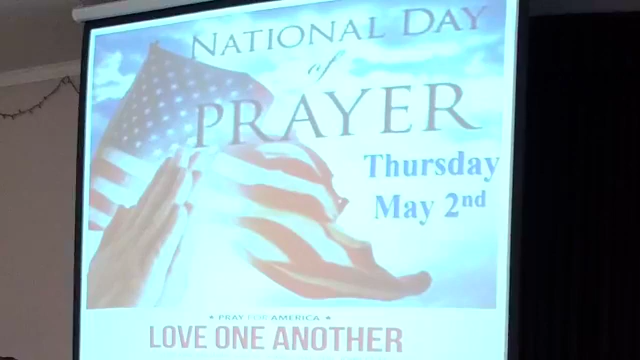 NATIONAL DAY
of
PRAYER
Thursday
May 2nd
★ PRAY FOR AMERICA ★
LOVE ONE ANOTHER